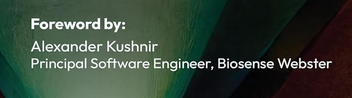 Foreword by:
Alexander Kushnir
Principal Software Engineer, Biosense Webster